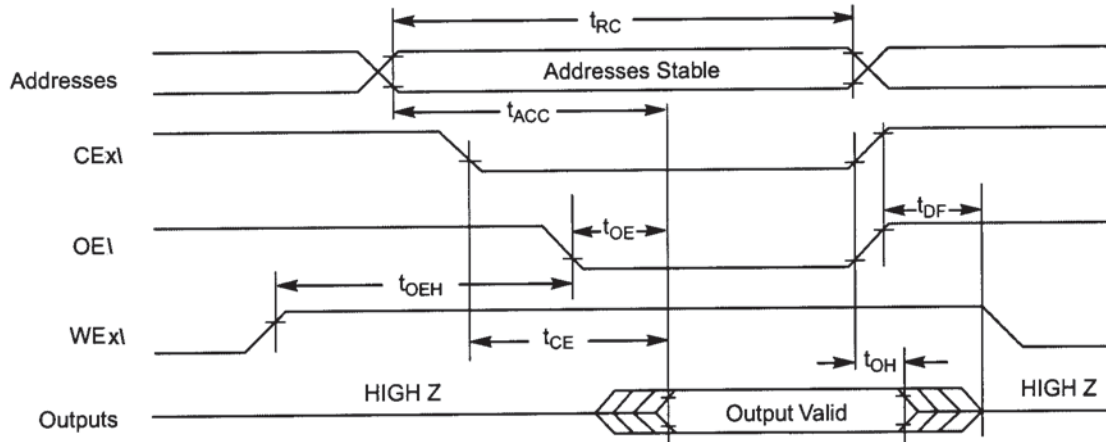 tRC
Addresses
Addresses Stable
tACC
CEx\
tDF
OE\
tOE
tOEH
WEx\
tCE
tOH
HIGH Z
HIGH Z
Outputs
Output Valid